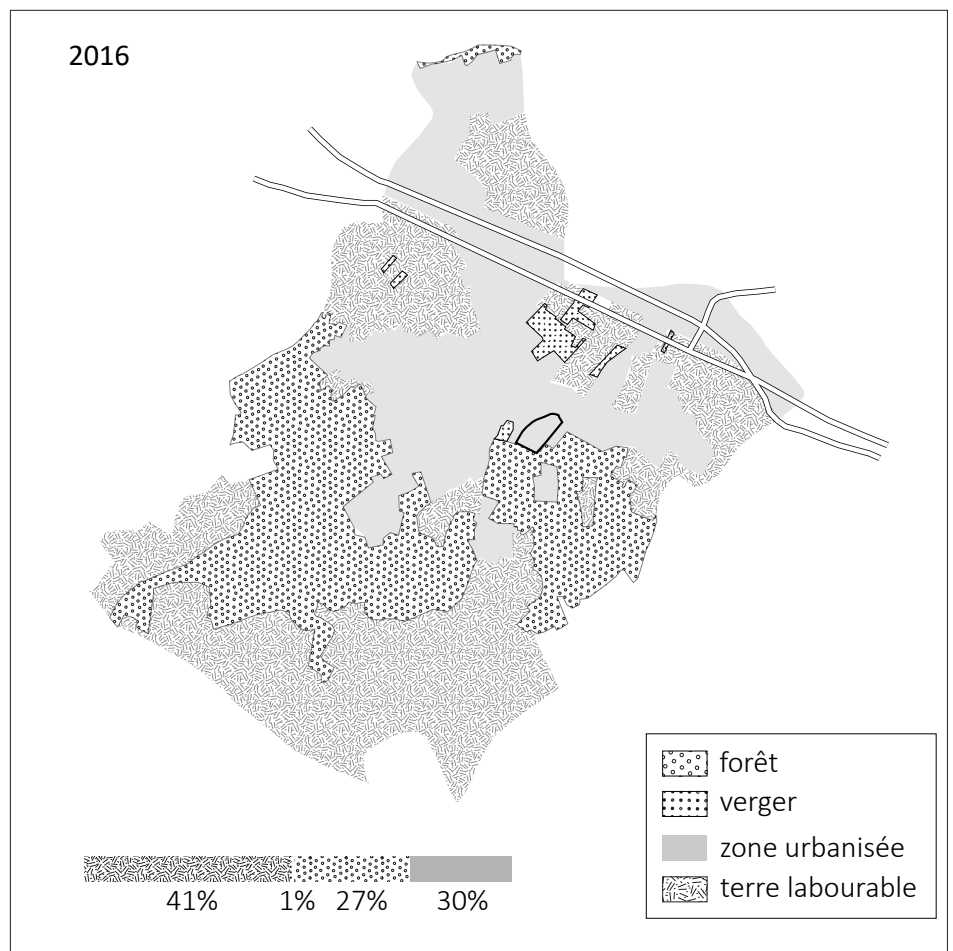 2016
forêt
verger
zone urbanisée
terre labourable
41% 1% 27% 30%